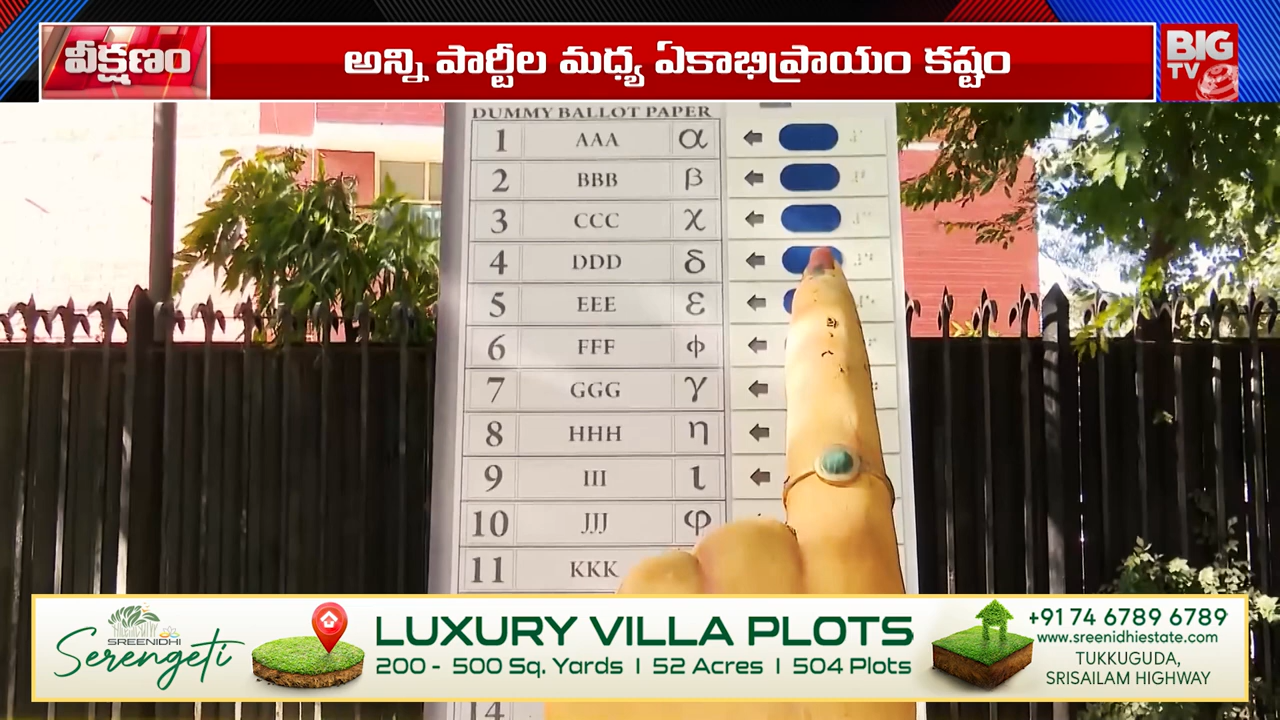 వీక్షణం
అన్ని పార్టీల మధ్య ఏకాభిప్రాయం కష్టం
BIG
TV
DUMMY BALLOT PAPER
1 AAA α
2 BBB β
3 CCC χ
4 DDD δ
5 EEE ε
6 FFF ϕ
7 GGG γ
8 HHH η
9 III ι
10 JJJ φ
11 KKK
14
SREENIDHI
Serengeti
LUXURY VILLA PLOTS
200 - 500 Sq. Yards I 52 Acres I 504 Plots
+91 74 6789 6789
www.sreenidhiestate.com
TUKKUGUDA,
SRISAILAM HIGHWAY